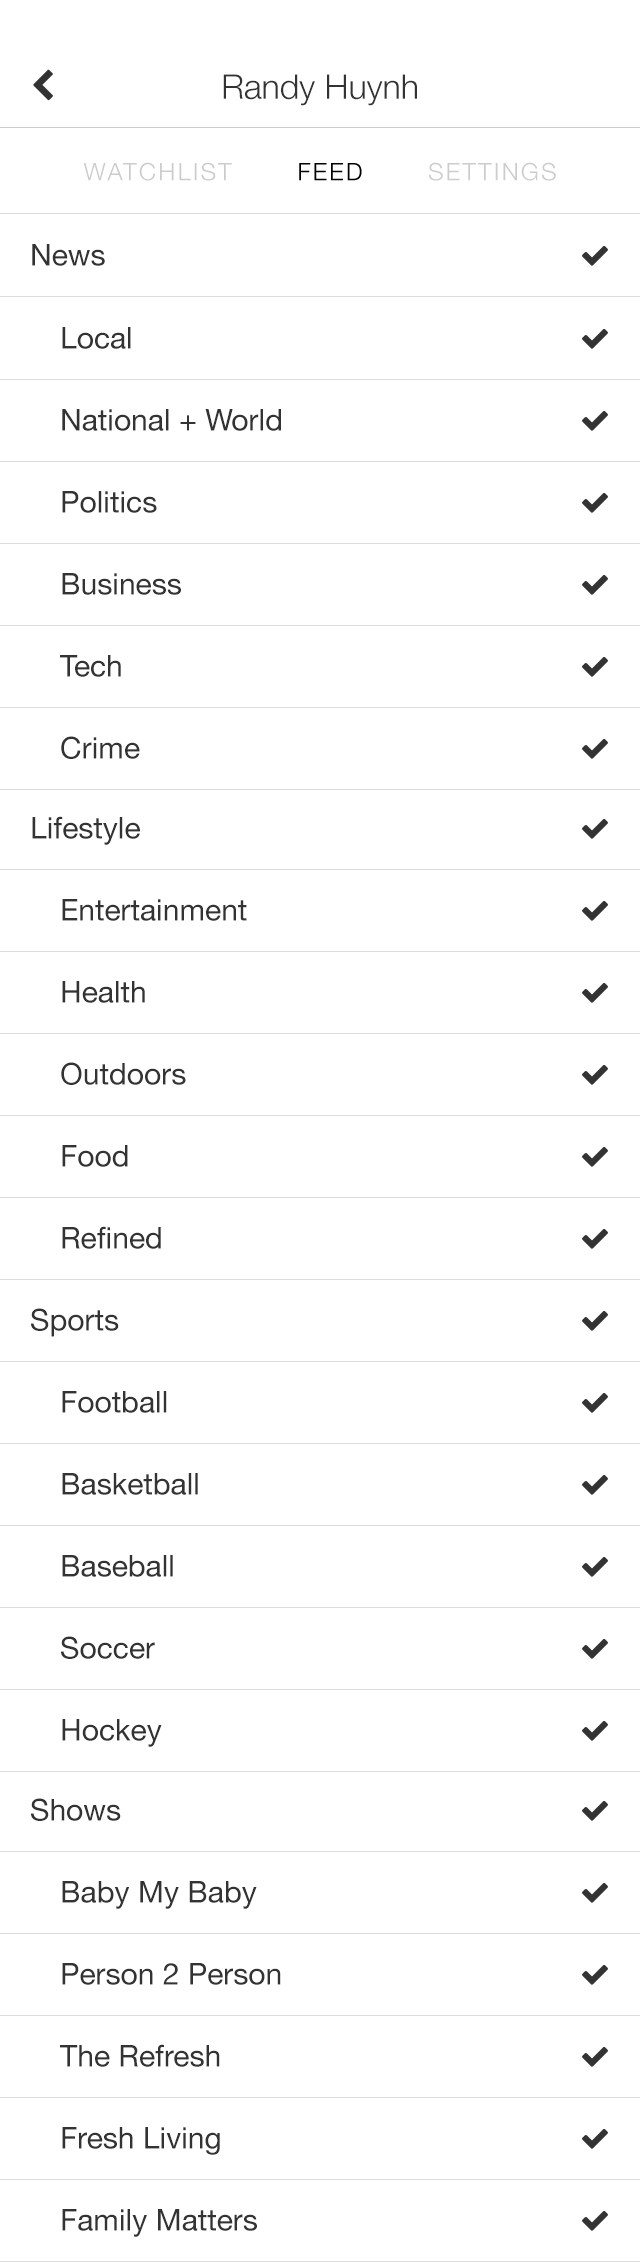 Randy Huynh
WATCHLIST FEED SETTINGS
News
Local
National + World
Politics
Business
Tech
Crime
Lifestyle
Entertainment
Health
Outdoors
Food
Refined
Sports
Football
Basketball
Baseball
Soccer
Hockey
Shows
Baby My Baby
Person 2 Person
The Refresh
Fresh Living
Family Matters